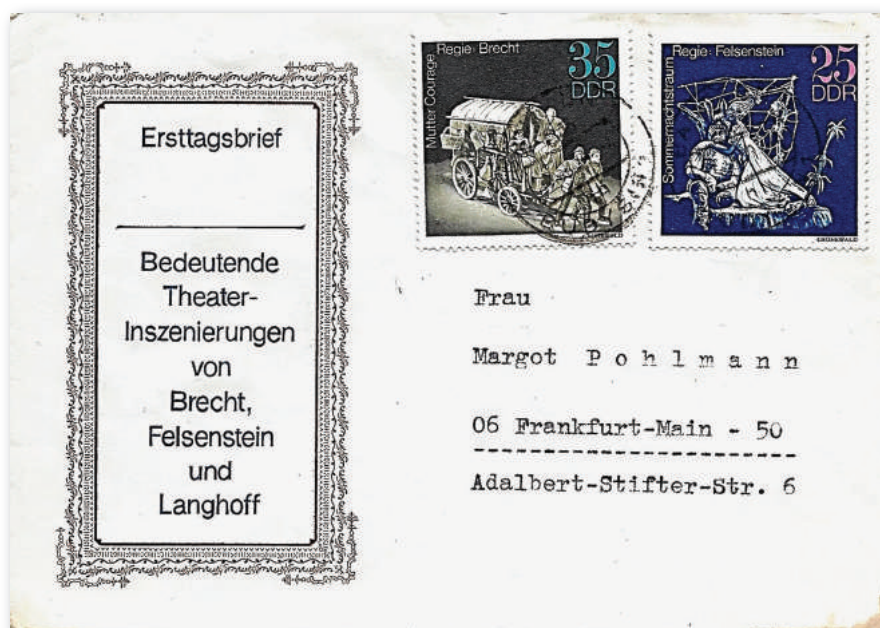 Ersttagsbrief
Bedeutende
Theater-
Inszenierungen
von
Brecht,
Felsenstein
und
Langhoff
Mutter Courage
Regie: Brecht
35
DDR
Sommernachtstraum
Regie: Felsenstein
25
DDR
GRÜNEWALD
Frau
Margot P o h l m a n n
06 Frankfurt-Main - 50
Adalbert-Stifter-Str. 6